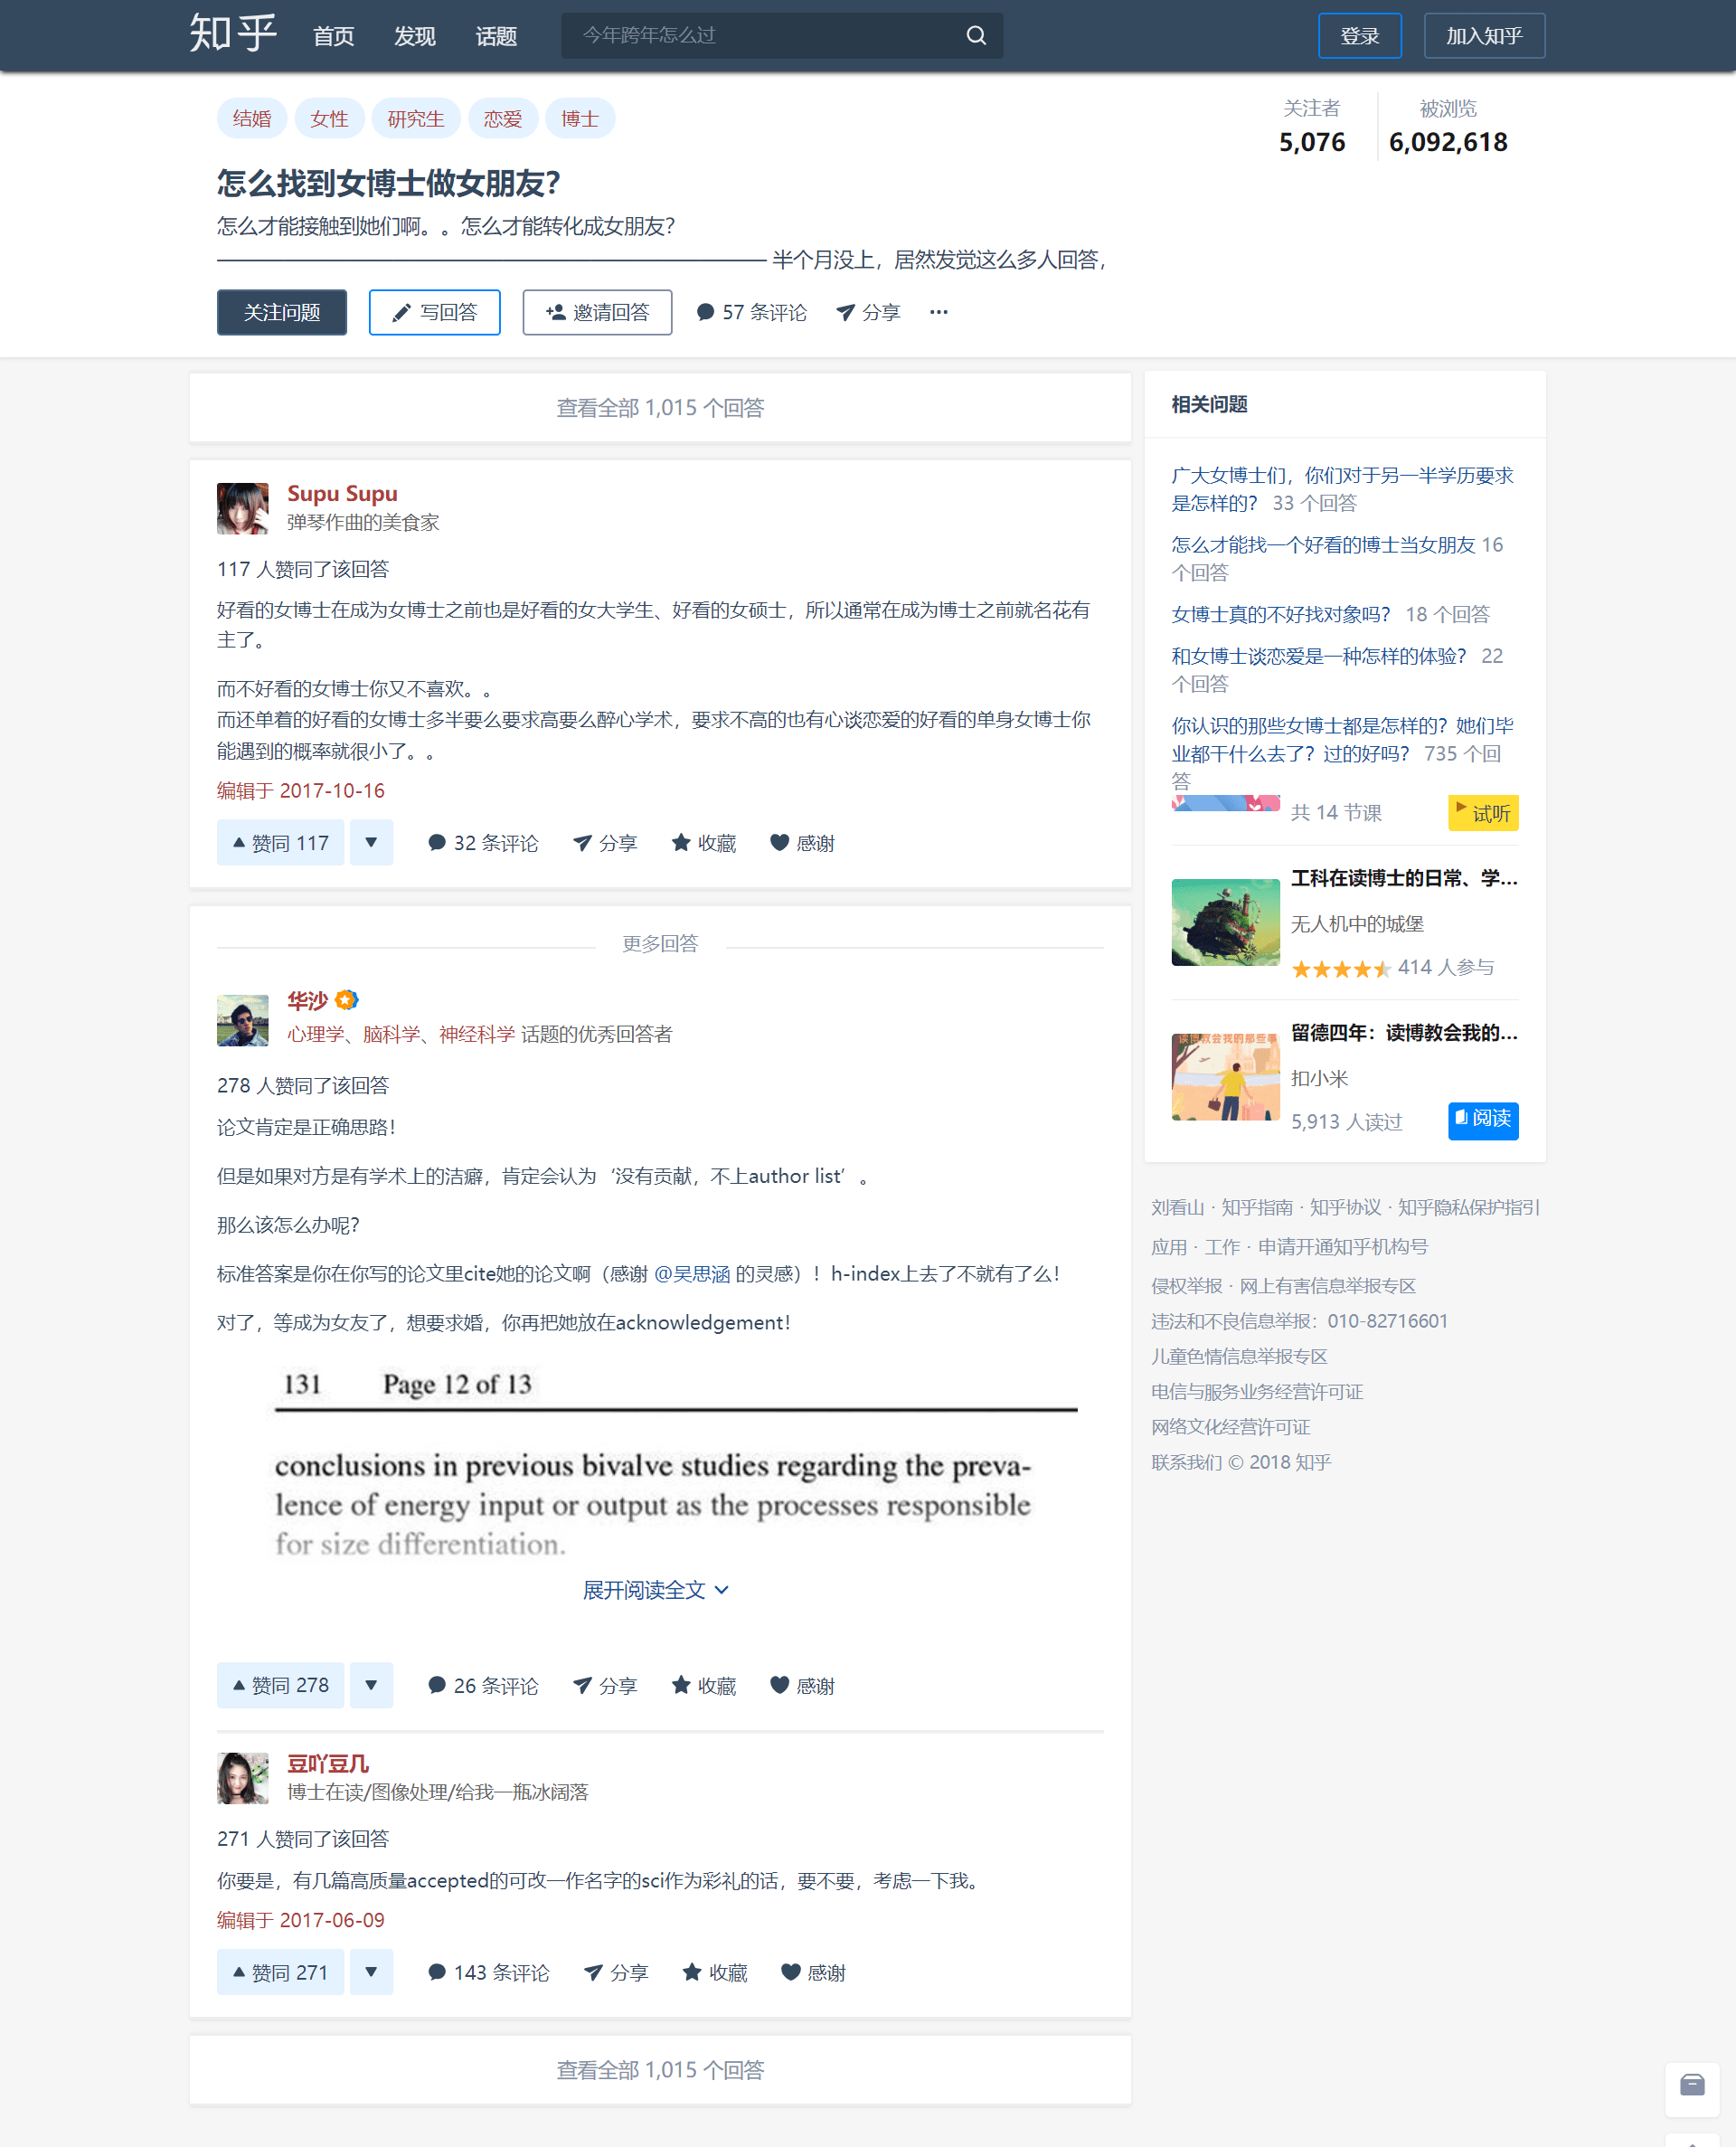 知乎 首页 发现 话题 今年跨年怎么过 登录 加入知乎
结婚 女性 研究生 恋爱 博士
关注者 被浏览
5,076 6,092,618
怎么找到女博士做女朋友？
怎么才能接触到她们啊。。怎么才能转化成女朋友？
—————————————————————————— 半个月没上，居然发觉这么多人回答，
关注问题 写回答 邀请回答 57 条评论 分享 ···
查看全部 1,015 个回答
Supu Supu
弹琴作曲的美食家
117 人赞同了该回答
好看的女博士在成为女博士之前也是好看的女大学生、好看的女硕士，所以通常在成为博士之前就名花有
主了。
而不好看的女博士你又不喜欢。。
而还单着的好看的女博士多半要么要求高要么醉心学术，要求不高的也有心谈恋爱的好看的单身女博士你
能遇到的概率就很小了。。
编辑于 2017-10-16
赞同 117 32 条评论 分享 收藏 感谢
更多回答
华沙
心理学、脑科学、神经科学 话题的优秀回答者
278 人赞同了该回答
论文肯定是正确思路！
但是如果对方是有学术上的洁癖，肯定会认为‘没有贡献，不上author list’。
那么该怎么办呢？
标准答案是你在你写的论文里cite她的论文啊（感谢 @吴思涵 的灵感）！h-index上去了不就有了么！
对了，等成为女友了，想要求婚，你再把她放在acknowledgement！
131 Page 12 of 13
conclusions in previous bivalve studies regarding the preva-
lence of energy input or output as the processes responsible
for size differentiation.
展开阅读全文
赞同 278 26 条评论 分享 收藏 感谢
豆吖豆几
博士在读/图像处理/给我一瓶冰阔落
271 人赞同了该回答
你要是，有几篇高质量accepted的可改一作名字的sci作为彩礼的话，要不要，考虑一下我。
编辑于 2017-06-09
赞同 271 143 条评论 分享 收藏 感谢
查看全部 1,015 个回答
相关问题
广大女博士们，你们对于另一半学历要求
是怎样的？ 33 个回答
怎么才能找一个好看的博士当女朋友 16
个回答
女博士真的不好找对象吗？ 18 个回答
和女博士谈恋爱是一种怎样的体验？ 22
个回答
你认识的那些女博士都是怎样的？她们毕
业都干什么去了？过的好吗？ 735 个回
答
共 14 节课 试听
工科在读博士的日常、学...
无人机中的城堡
414 人参与
读博教会我的那些事
留德四年：读博教会我的...
扣小米
5,913 人读过 阅读
刘看山 · 知乎指南 · 知乎协议 · 知乎隐私保护指引
应用 · 工作 · 申请开通知乎机构号
侵权举报 · 网上有害信息举报专区
违法和不良信息举报：010-82716601
儿童色情信息举报专区
电信与服务业务经营许可证
网络文化经营许可证
联系我们 © 2018 知乎